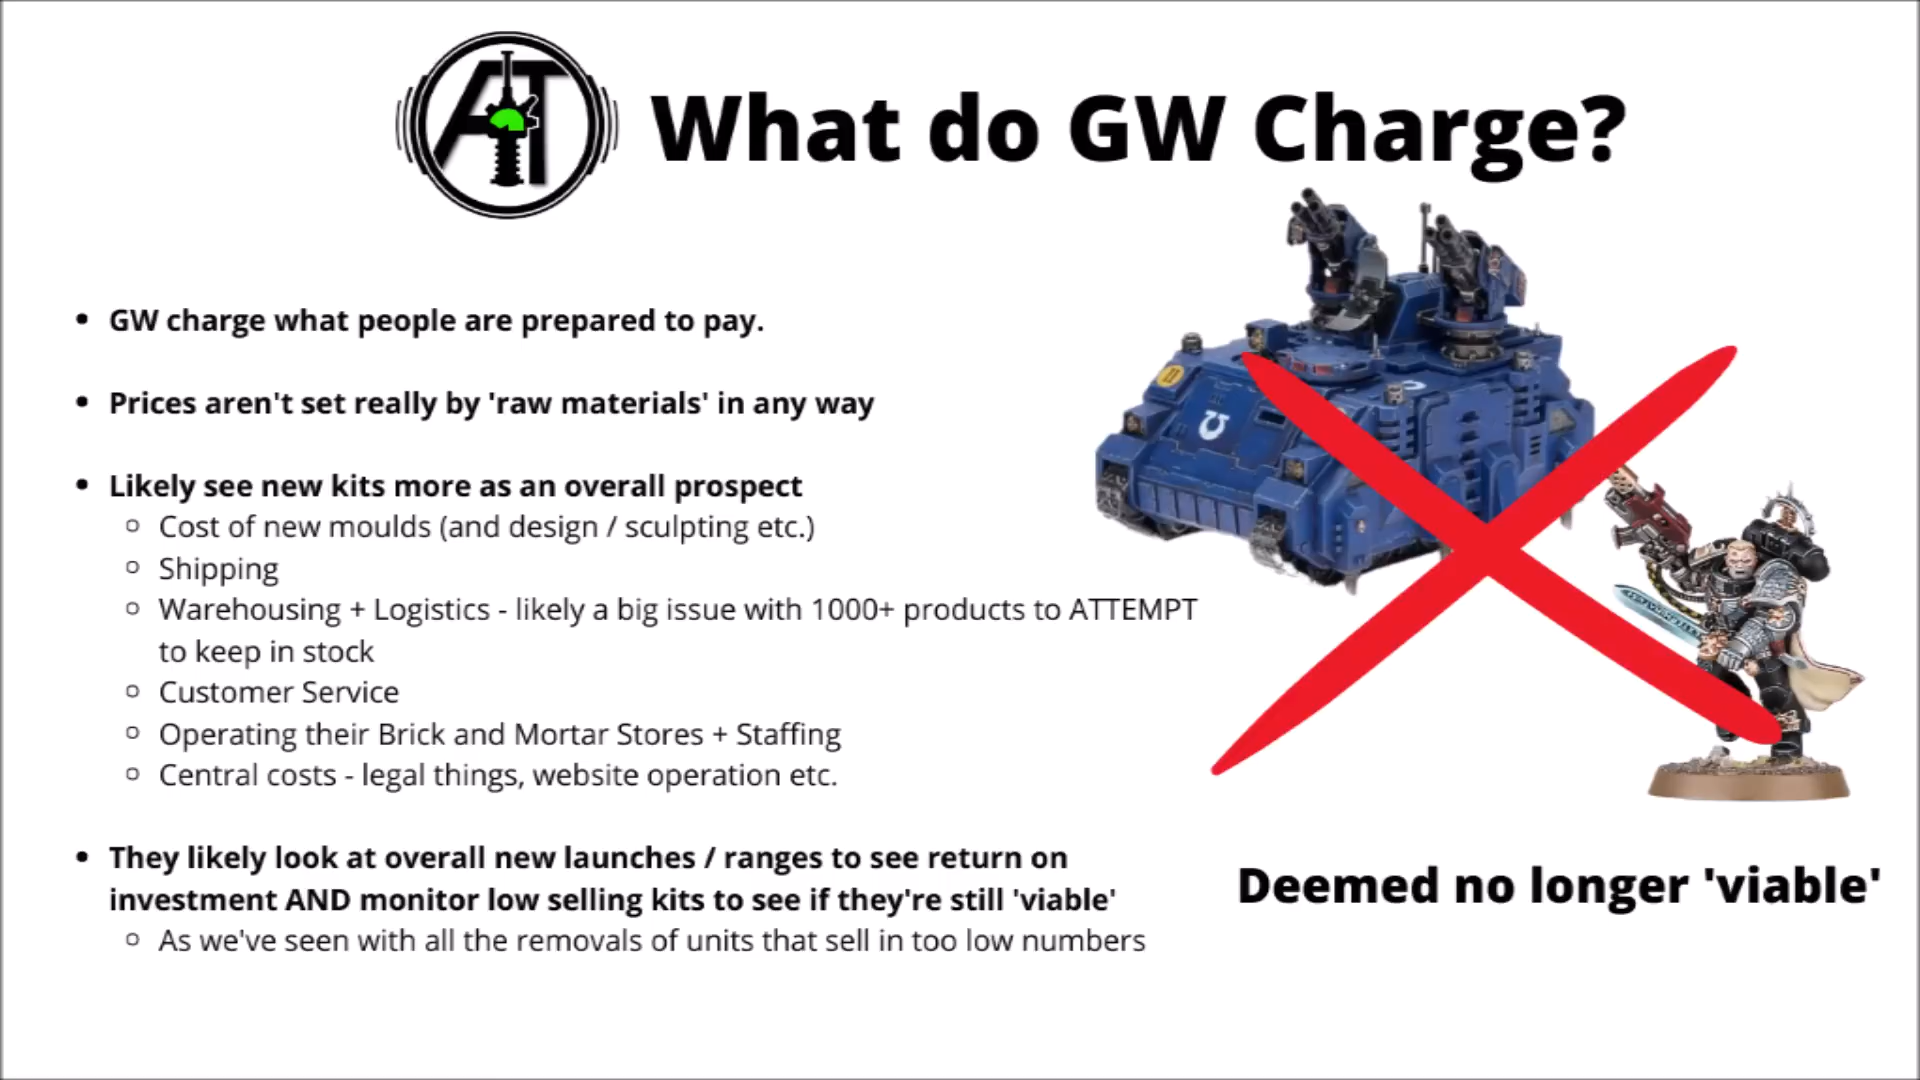 AT
What do GW Charge?
GW charge what people are prepared to pay.
Prices aren't set really by 'raw materials' in any way
Likely see new kits more as an overall prospect
Cost of new moulds (and design / sculpting etc.)
Shipping
Warehousing + Logistics - likely a big issue with 1000+ products to ATTEMPT
to keep in stock
Customer Service
Operating their Brick and Mortar Stores + Staffing
Central costs - legal things, website operation etc.
They likely look at overall new launches / ranges to see return on
investment AND monitor low selling kits to see if they're still 'viable'
As we've seen with all the removals of units that sell in too low numbers
Deemed no longer 'viable'